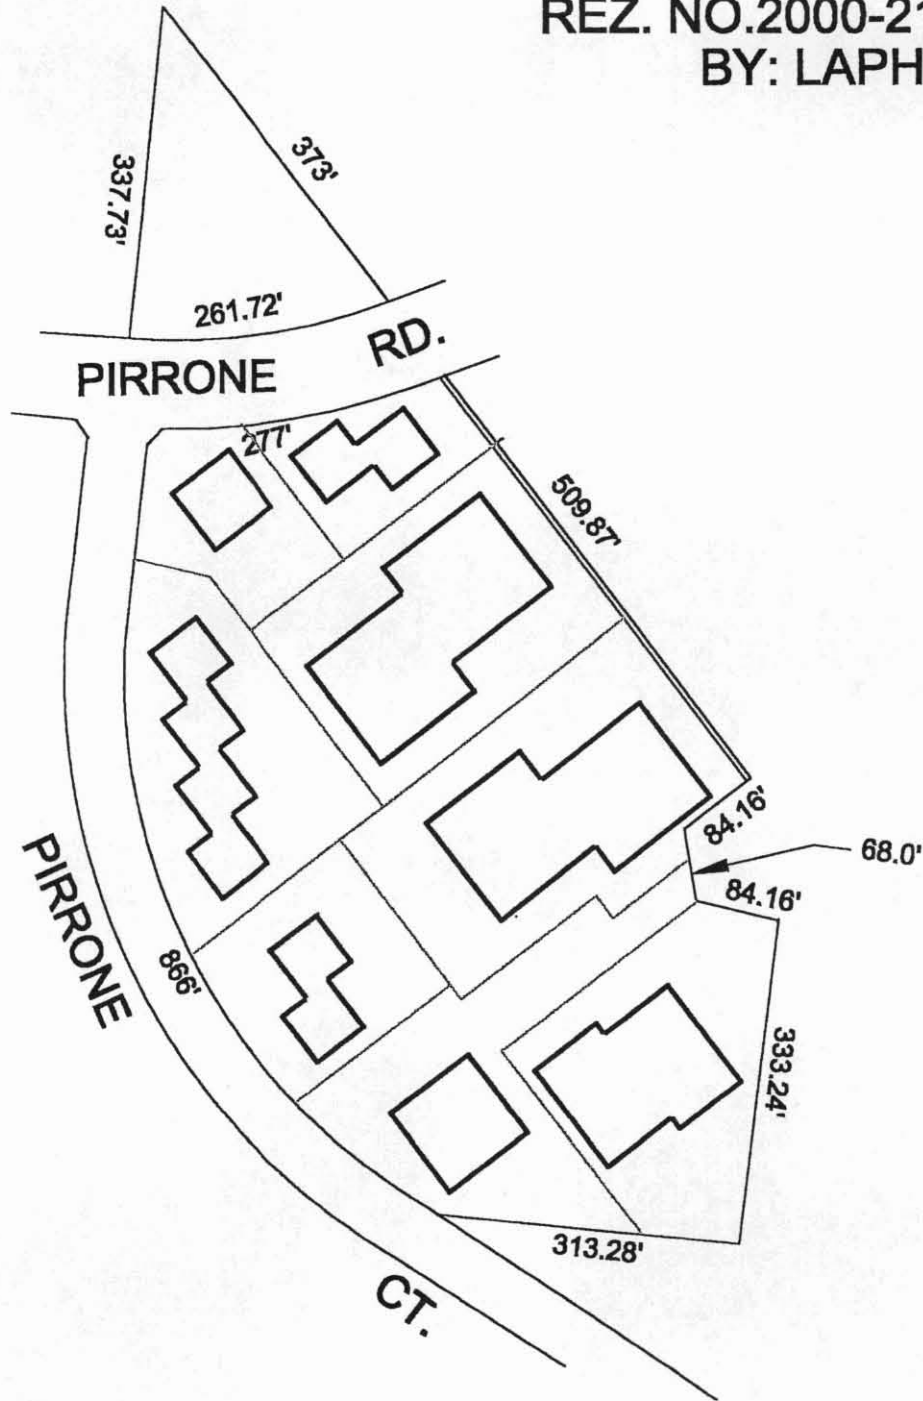 REZ. NO.2000-21
BY: LAPH
373'
337.73'
261.72'
PIRRONE RD.
277'
509.87'
84.16'
68.0'
84.16'
PIRRONE
866'
333.24'
313.28'
CT.